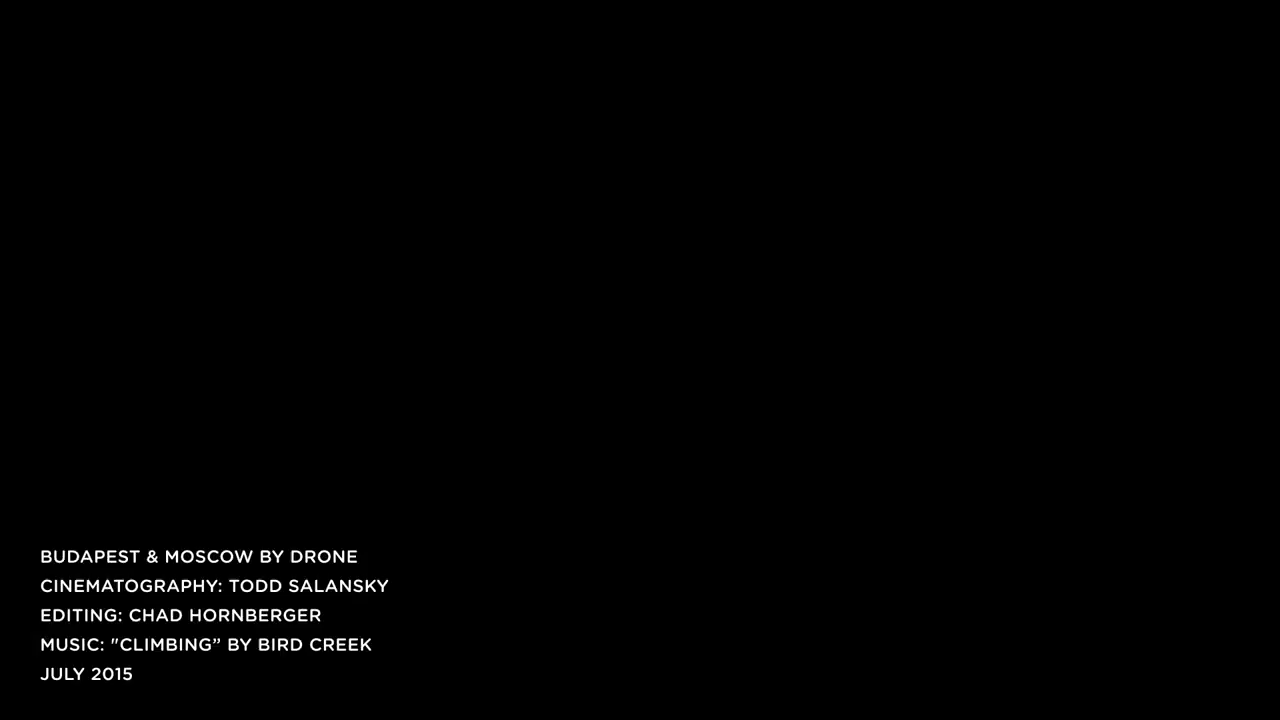 BUDAPEST & MOSCOW BY DRONE
CINEMATOGRAPHY: TODD SALANSKY
EDITING: CHAD HORNBERGER
MUSIC: "CLIMBING” BY BIRD CREEK
JULY 2015